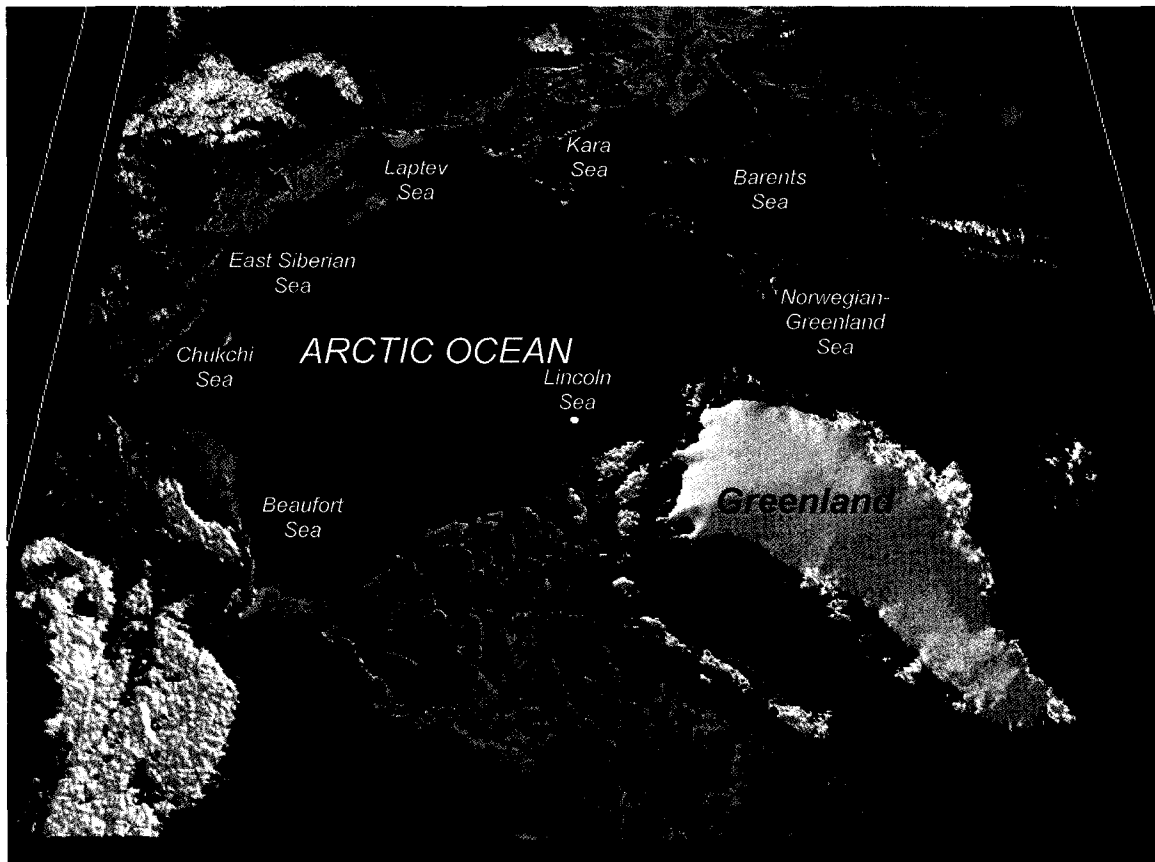 Kara
Sea
Laptev
Sea
Barents
Sea
East Siberian
Sea
Norwegian-
Greenland
Sea
ARCTIC OCEAN
Chukchi
Sea
Lincoln
Sea
Greenland
Beaufort
Sea